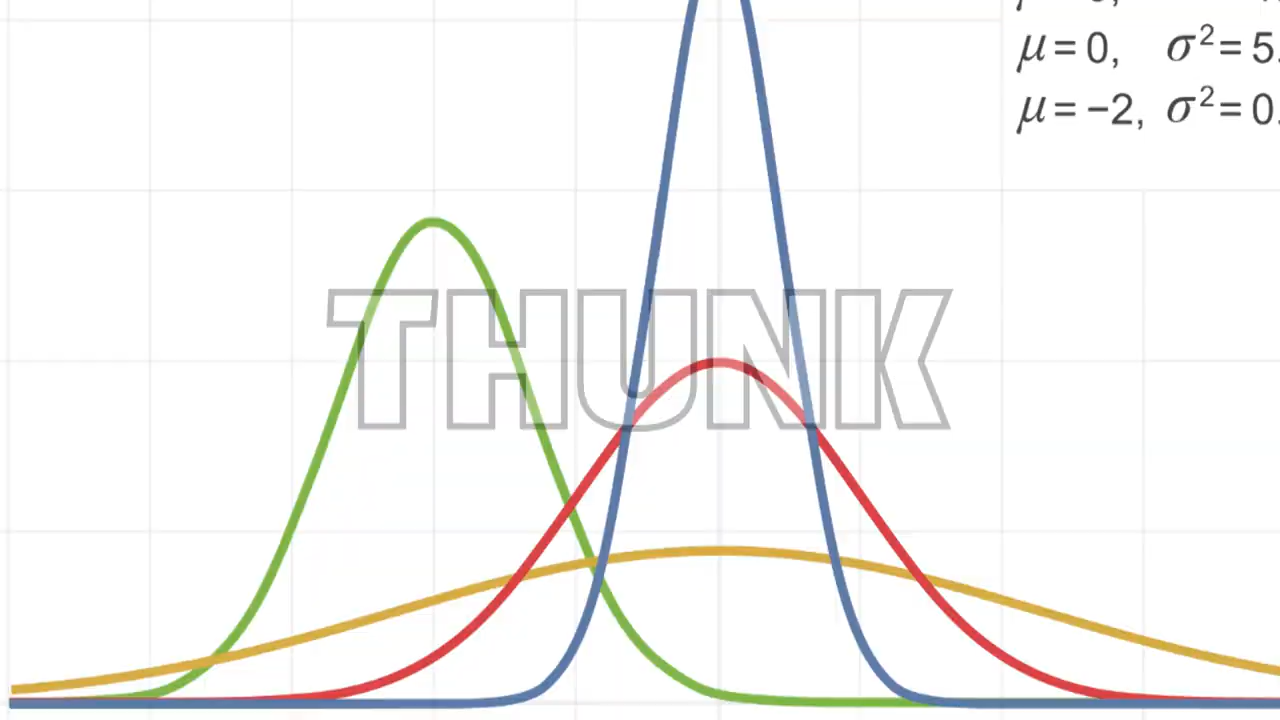 μ = 0, σ² = 5.
μ = −2, σ² = 0.
THUNK